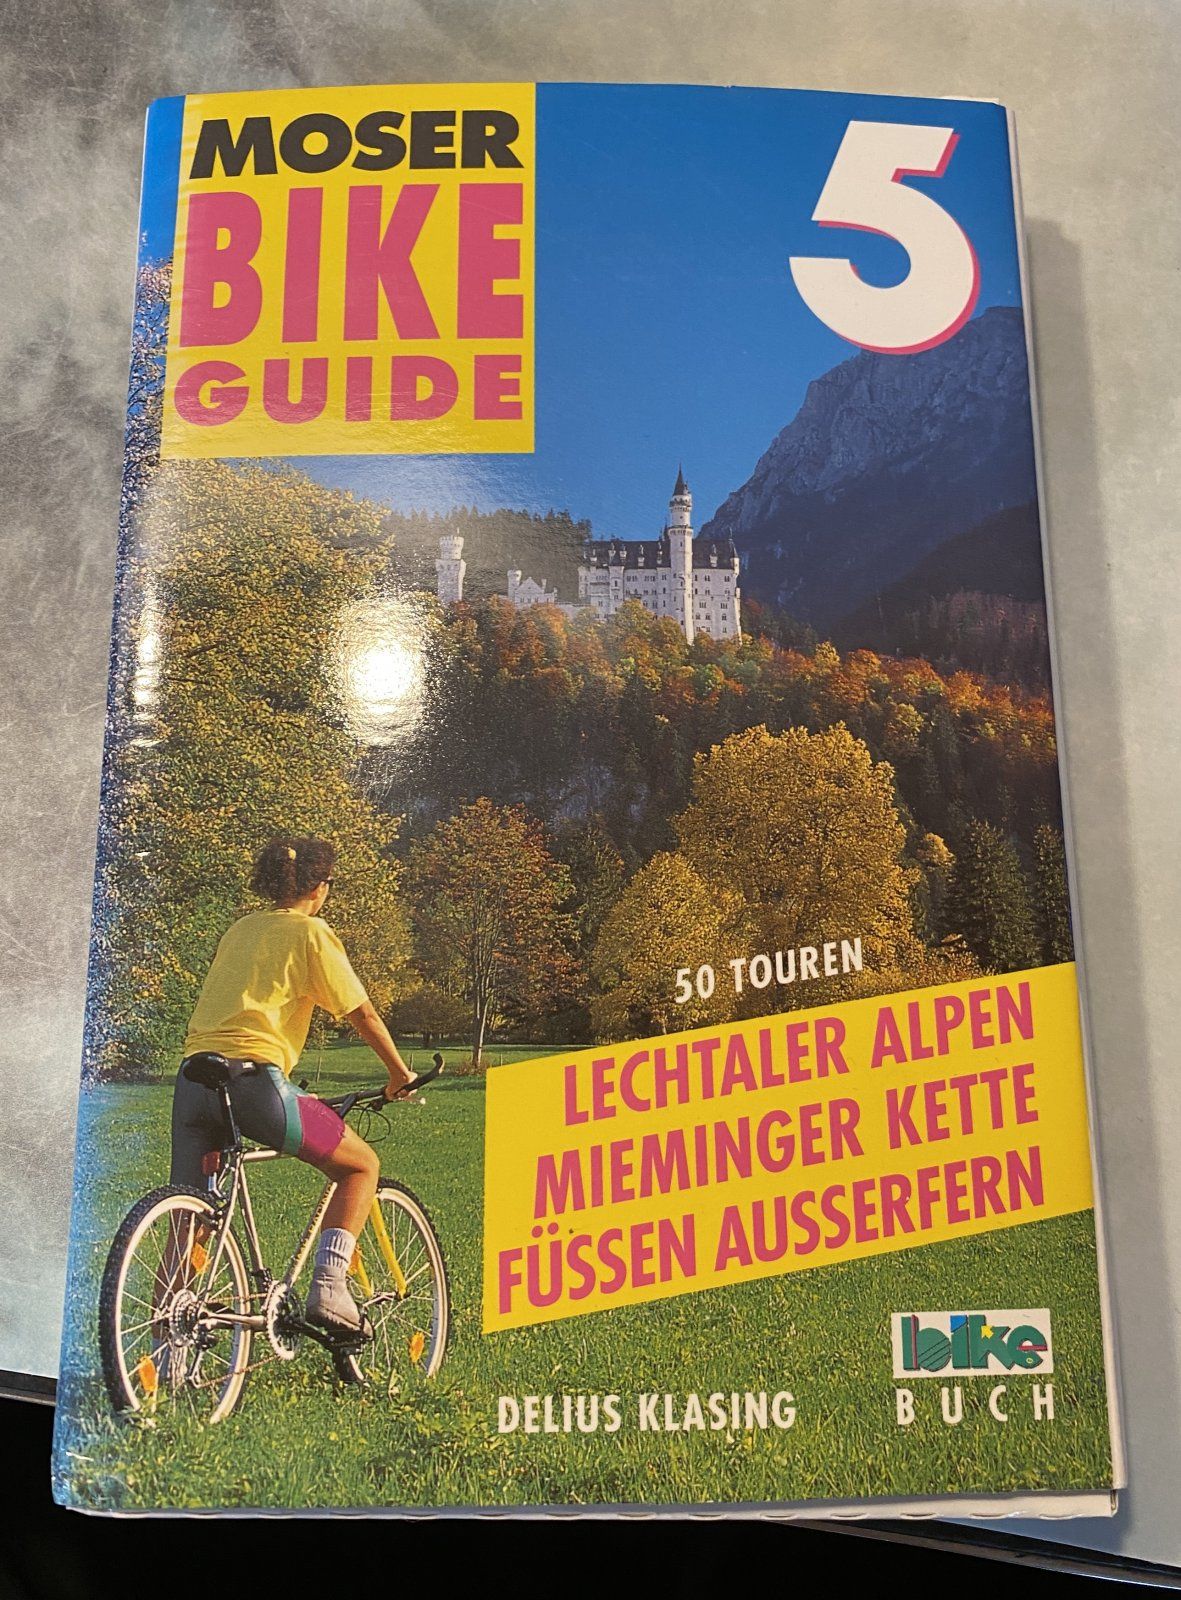 MOSER
BIKE
GUIDE
5
50 TOUREN
LECHTALER ALPEN
MIEMINGER KETTE
FÜSSEN AUSSERFERN
bike
BUCH
DELIUS KLASING